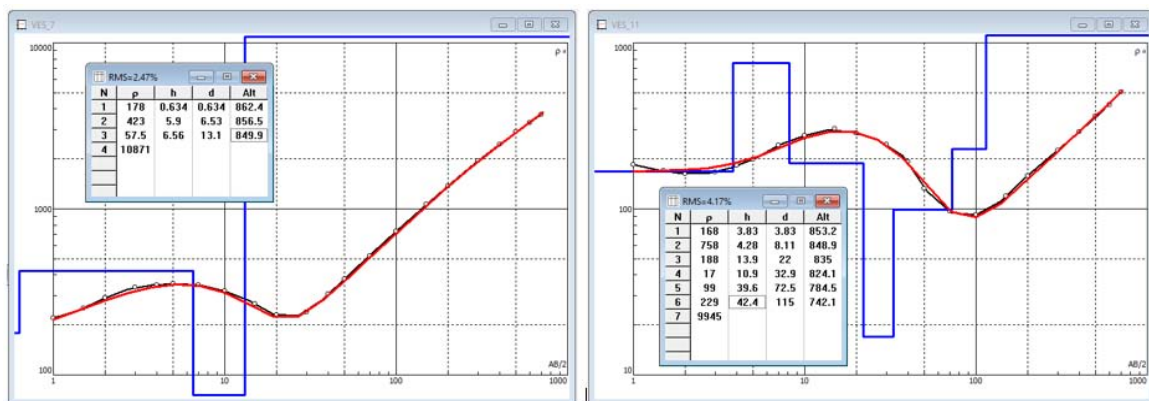 VES_7
10000
ρ
RMS=2.47%
N ρ h d Alt
1 178 0.634 0.634 862.4
2 423 5.9 6.53 856.5
3 57.5 6.56 13.1 849.9
4 10871
1000
100
AB/2
1 10 100 1000
VES_11
1000
ρ
100
RMS=4.17%
N ρ h d Alt
1 168 3.83 3.83 853.2
2 758 4.28 8.11 848.9
3 188 13.9 22 835
4 17 10.9 32.9 824.1
5 99 39.6 72.5 784.5
6 229 42.4 115 742.1
7 9945
10
AB/2
1 10 100 1000